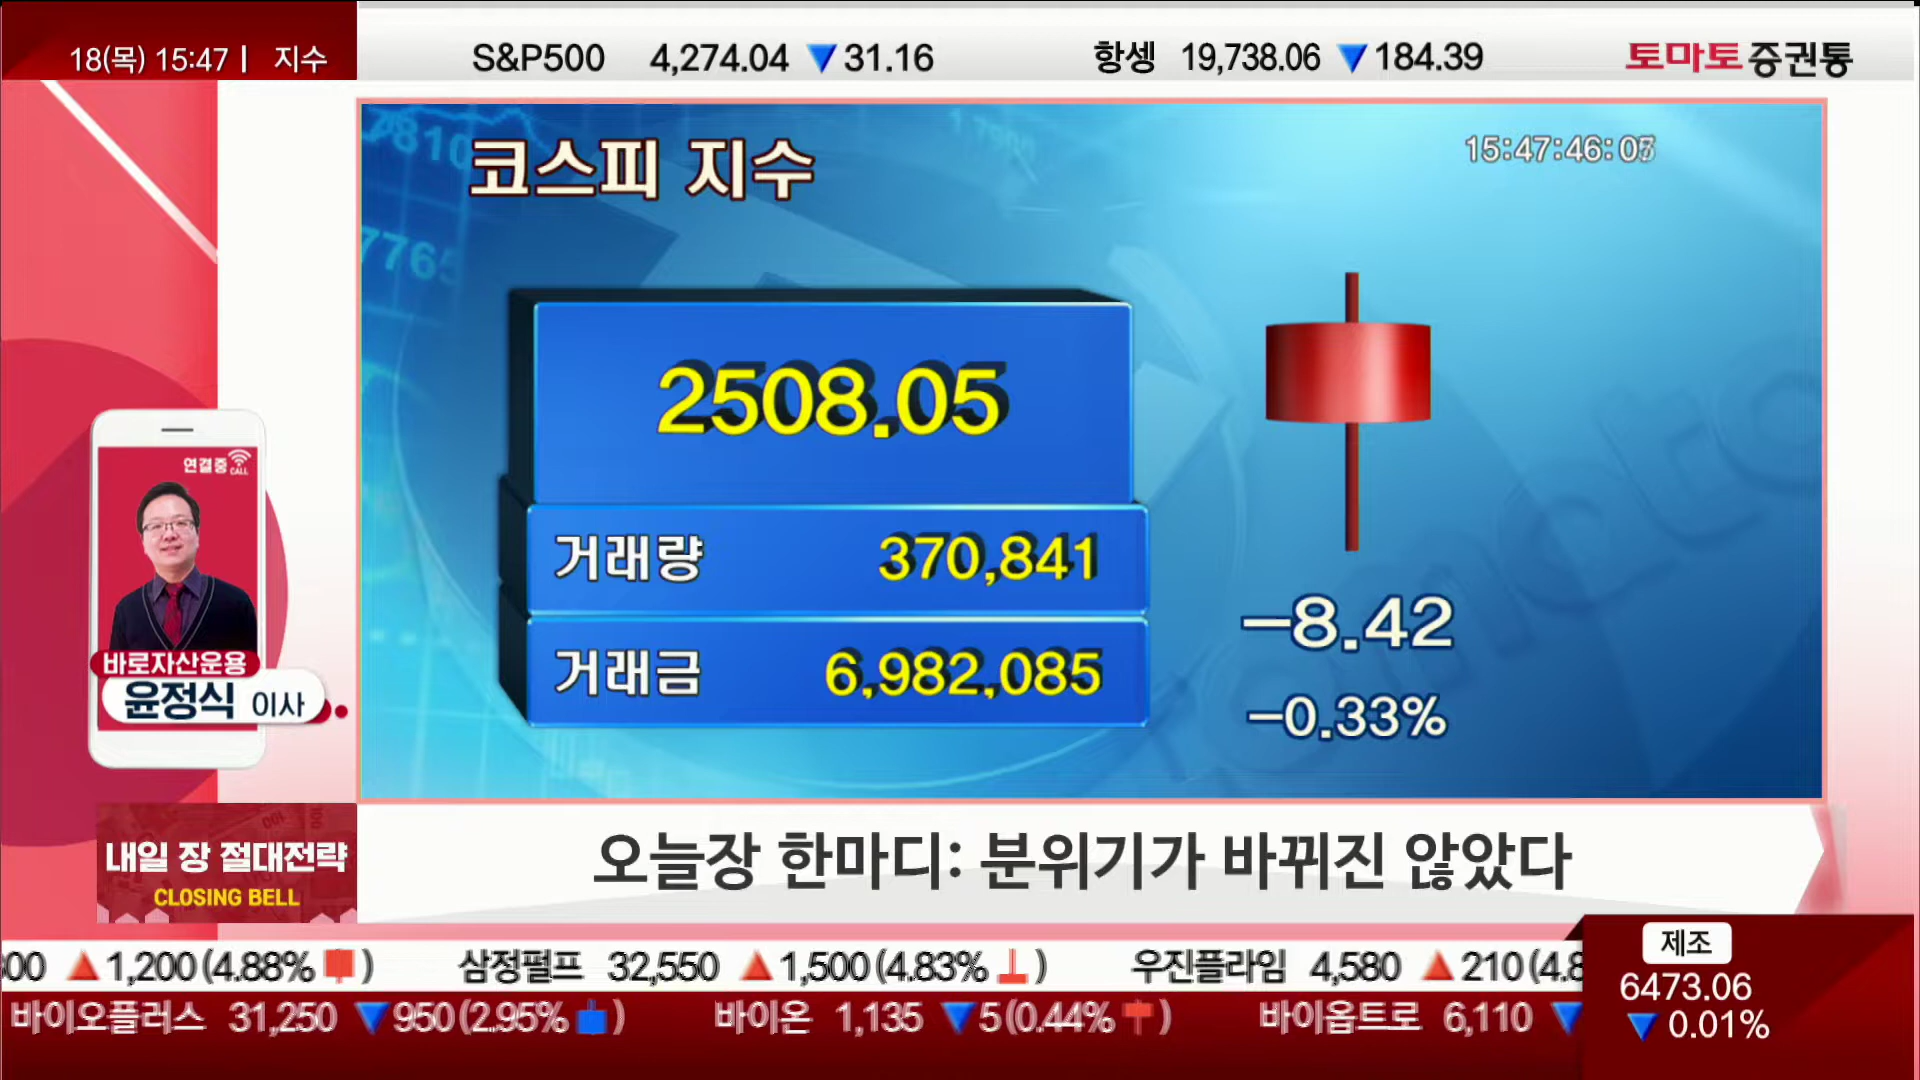 18(목) 15:47 | 지수
S&P500 4,274.04 ▼31.16 항셍 19,738.06 ▼184.39
토마토증권통
코스피 지수
15:47:46:0
2508.05
거래량 370,841
거래금 6,982,085
-8.42
-0.33%
연결중
CALL
바로자산운용
윤정식 이사
내일 장 절대전략
CLOSING BELL
오늘장 한마디: 분위기가 바뀌진 않았다
00 ▲1,200(4.88% ) 삼정펄프 32,550 ▲1,500(4.83% ) 우진플라임 4,580 ▲210(4.8
바이오플러스 31,250 ▼950(2.95% ) 바이온 1,135 ▼5(0.44% ) 바이옵트로 6,110 ▼
제조
6473.06
▼ 0.01%